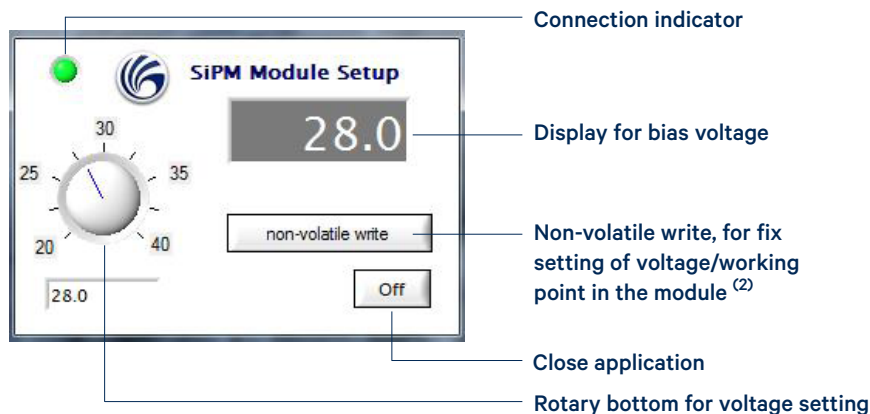 Connection indicator
SiPM Module Setup
28.0
Display for bias voltage
30
25
35
20
40
non-volatile write
Non-volatile write, for fix
setting of voltage/working
point in the module (2)
28.0
Off
Close application
Rotary bottom for voltage setting